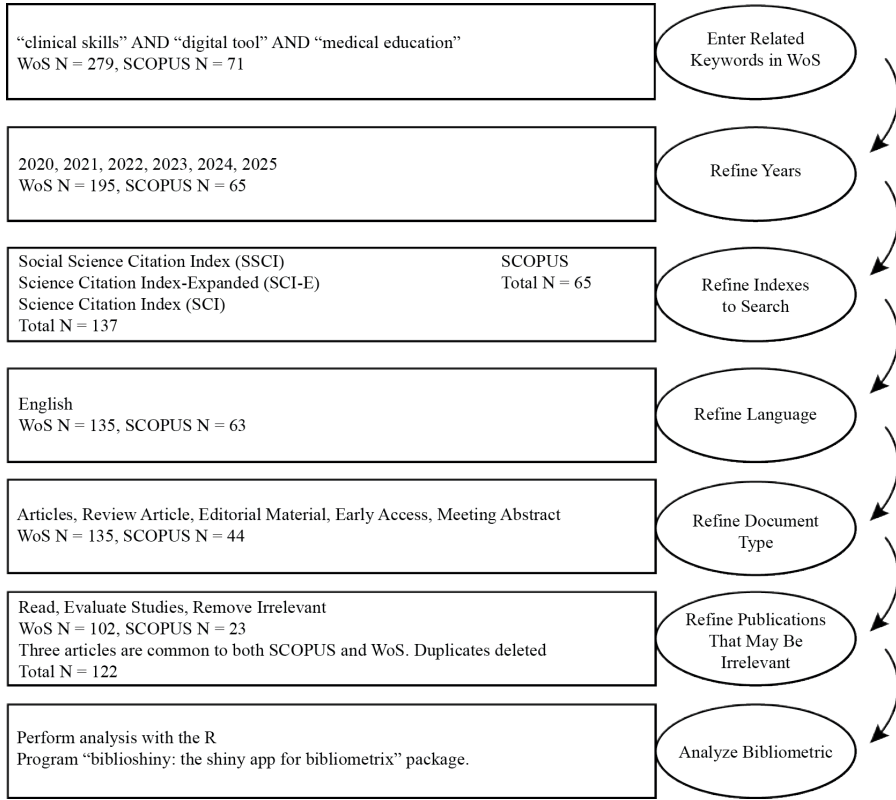 “clinical skills” AND “digital tool” AND “medical education”
WoS N = 279, SCOPUS N = 71
Enter Related
Keywords in WoS
2020, 2021, 2022, 2023, 2024, 2025
WoS N = 195, SCOPUS N = 65
Refine Years
Social Science Citation Index (SSCI)
Science Citation Index-Expanded (SCI-E)
Science Citation Index (SCI)
Total N = 137
SCOPUS
Total N = 65
Refine Indexes
to Search
English
WoS N = 135, SCOPUS N = 63
Refine Language
Articles, Review Article, Editorial Material, Early Access, Meeting Abstract
WoS N = 135, SCOPUS N = 44
Refine Document
Type
Read, Evaluate Studies, Remove Irrelevant
WoS N = 102, SCOPUS N = 23
Three articles are common to both SCOPUS and WoS. Duplicates deleted
Total N = 122
Refine Publications
That May Be
Irrelevant
Perform analysis with the R
Program “biblioshiny: the shiny app for bibliometrix” package.
Analyze Bibliometric